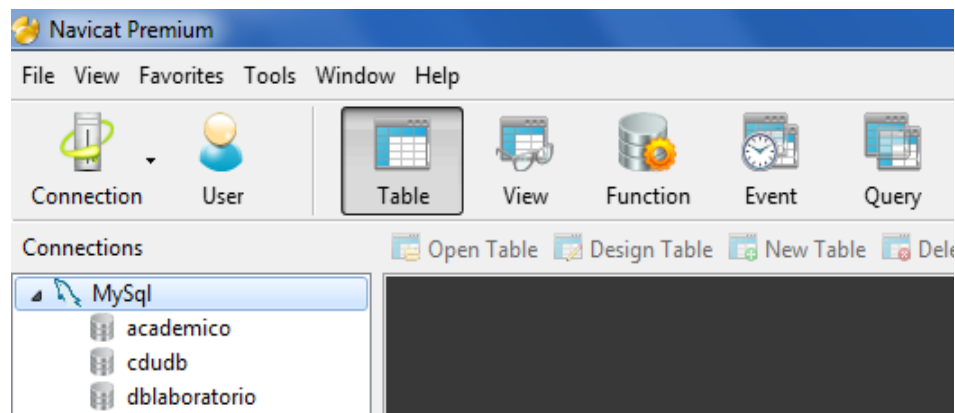 Navicat Premium
File View Favorites Tools Window Help
Connection User Table View Function Event Query
Connections Open Table Design Table New Table Dele
MySql
academico
cdudb
dblaboratorio